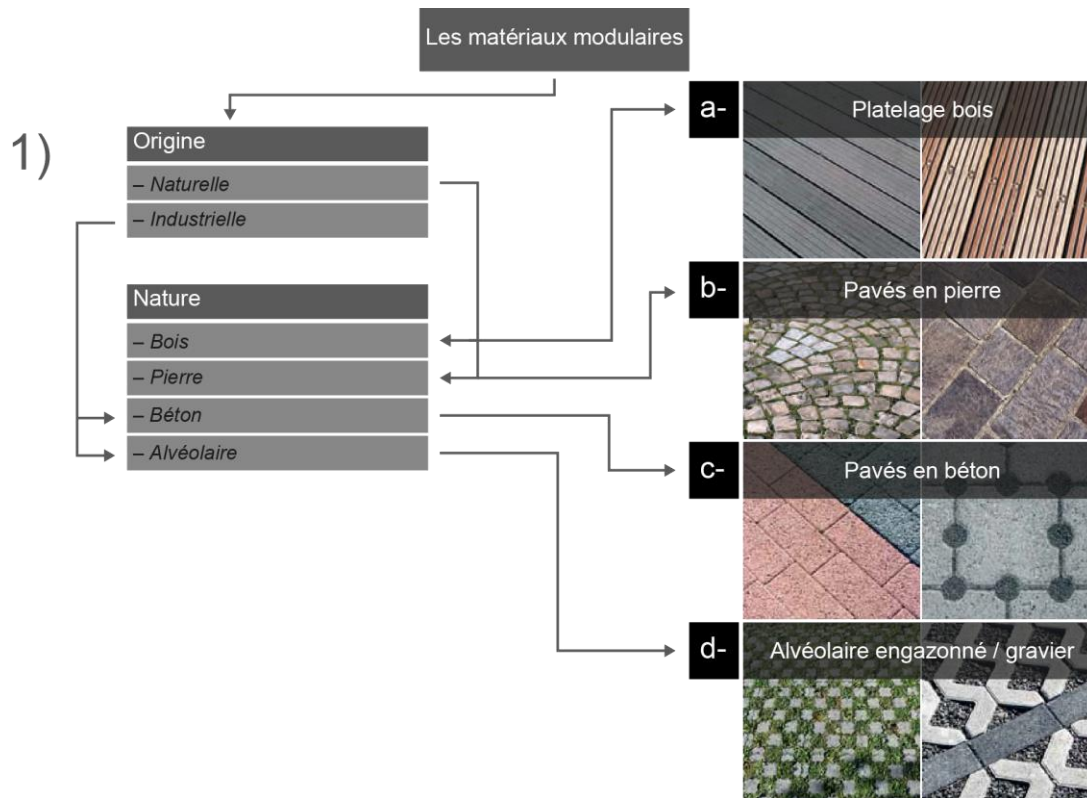 Les matériaux modulaires
1)
Origine
– Naturelle
– Industrielle
Nature
– Bois
– Pierre
– Béton
– Alvéolaire
a- Platelage bois
b- Pavés en pierre
c- Pavés en béton
d- Alvéolaire engazonné / gravier